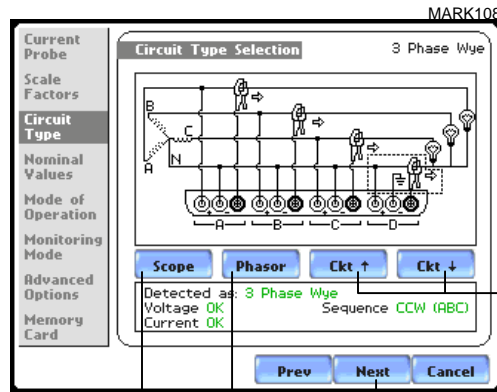 MARK108
Current
Probe
Scale
Factors
Circuit
Type
Nominal
Values
Mode of
Operation
Monitoring
Mode
Advanced
Options
Memory
Card
Circuit Type Selection
3 Phase Wye
B
C
N
A
+ - + - + - + -
A B C D
Scope Phasor Ckt ↑ Ckt ↓
Detected as: 3 Phase Wye
Voltage OK Sequence CCW (ABC)
Current OK
Prev Next Cancel